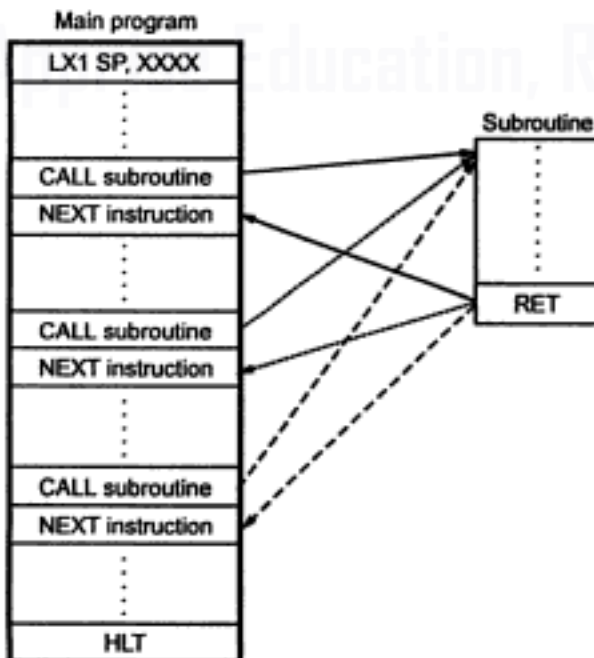 Main program
LX1 SP, XXXX
CALL subroutine
NEXT instruction
CALL subroutine
NEXT instruction
CALL subroutine
NEXT instruction
HLT
Education, R
Subroutine
RET